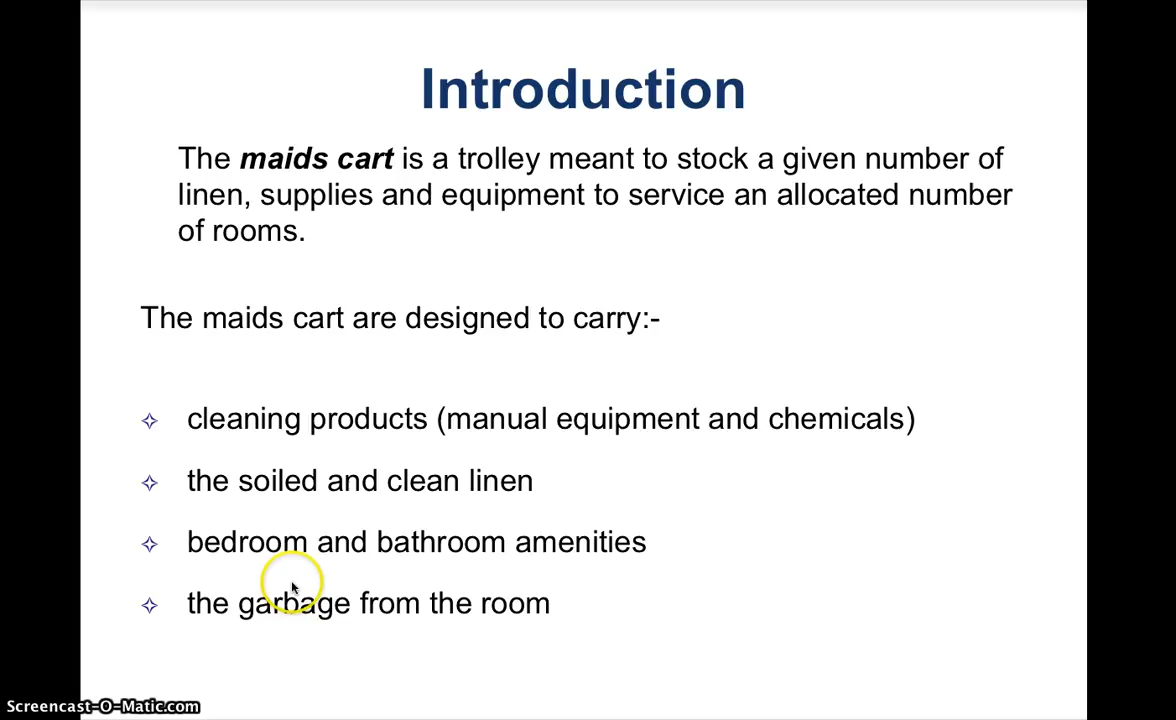 Introduction
The maids cart is a trolley meant to stock a given number of
linen, supplies and equipment to service an allocated number
of rooms.
The maids cart are designed to carry:-
cleaning products (manual equipment and chemicals)
the soiled and clean linen
bedroom and bathroom amenities
the garbage from the room
Screencast-O-Matic.com